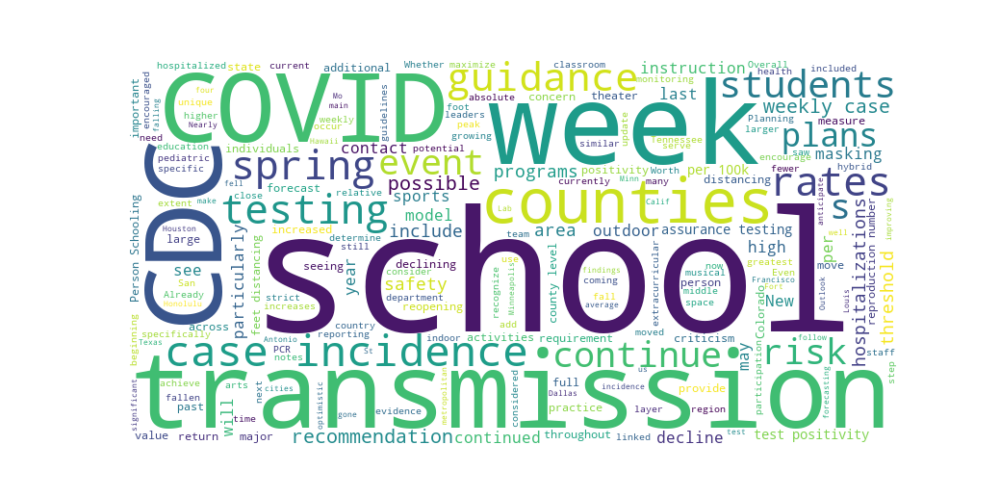 hospitalized
state
current
additional
Whether
maximize
classroom
instruction
Overall
health
included
COVID
week
guidance
students
monitoring
important
encouraged
falling
four
unique
higher
Nearly
Mo
main
weekly
occur
Hawaii
guidelines
foot
leaders
peak
growing
absolute
concern
theater
similar
last
update
Tennessee
serve
Planning
larger
weekly case
measure
need
education
pediatric
specific
individuals
contact
potential
event
programs
positivity
Worth
per 100k
encourage
plans
saw
masking
fewer
hybrid
CDC
spring
fell
make
extent
close
forecast
relative
possible
sports
currently
many
distancing
rates
Minn
Calif
testing
Houston
large
see
San
Already
Honolulu
particularly
increased
determine
still
model
include
Lab
team
area
counties
outdoor
assurance testing
s
high
per
anticipate
well
improving
threshold
reproduction number
hospitalizations
Person Schooling
year
seeing
declining
consider
safety
department
reopening
recognize
Minneapolis
use
findings
coming
fall
average
county level
musical
now
person
middle
space
extracurricular
greatest
Even
move
New
Francisco
Fort
Outlook
Louis
school
feet distancing
strict
increases
across
specifically
Texas
beginning
Antonio
PCR
notes
country
reporting
St
indoor
add
activities
requirement
moved
criticism
Colorado
participation
may
follow
included
staff
step
case incidence
continue
risk
forecasting
transmission
achieve
arts
fallen
past
will
next
cities
gone
optimistic
evidence
metropolitan
considered
full
Dallas
practice
incidence
us
layer
region
provide
significant
value
return
time
major
recommendation
continued
throughout
linked
decline
test
test positivity